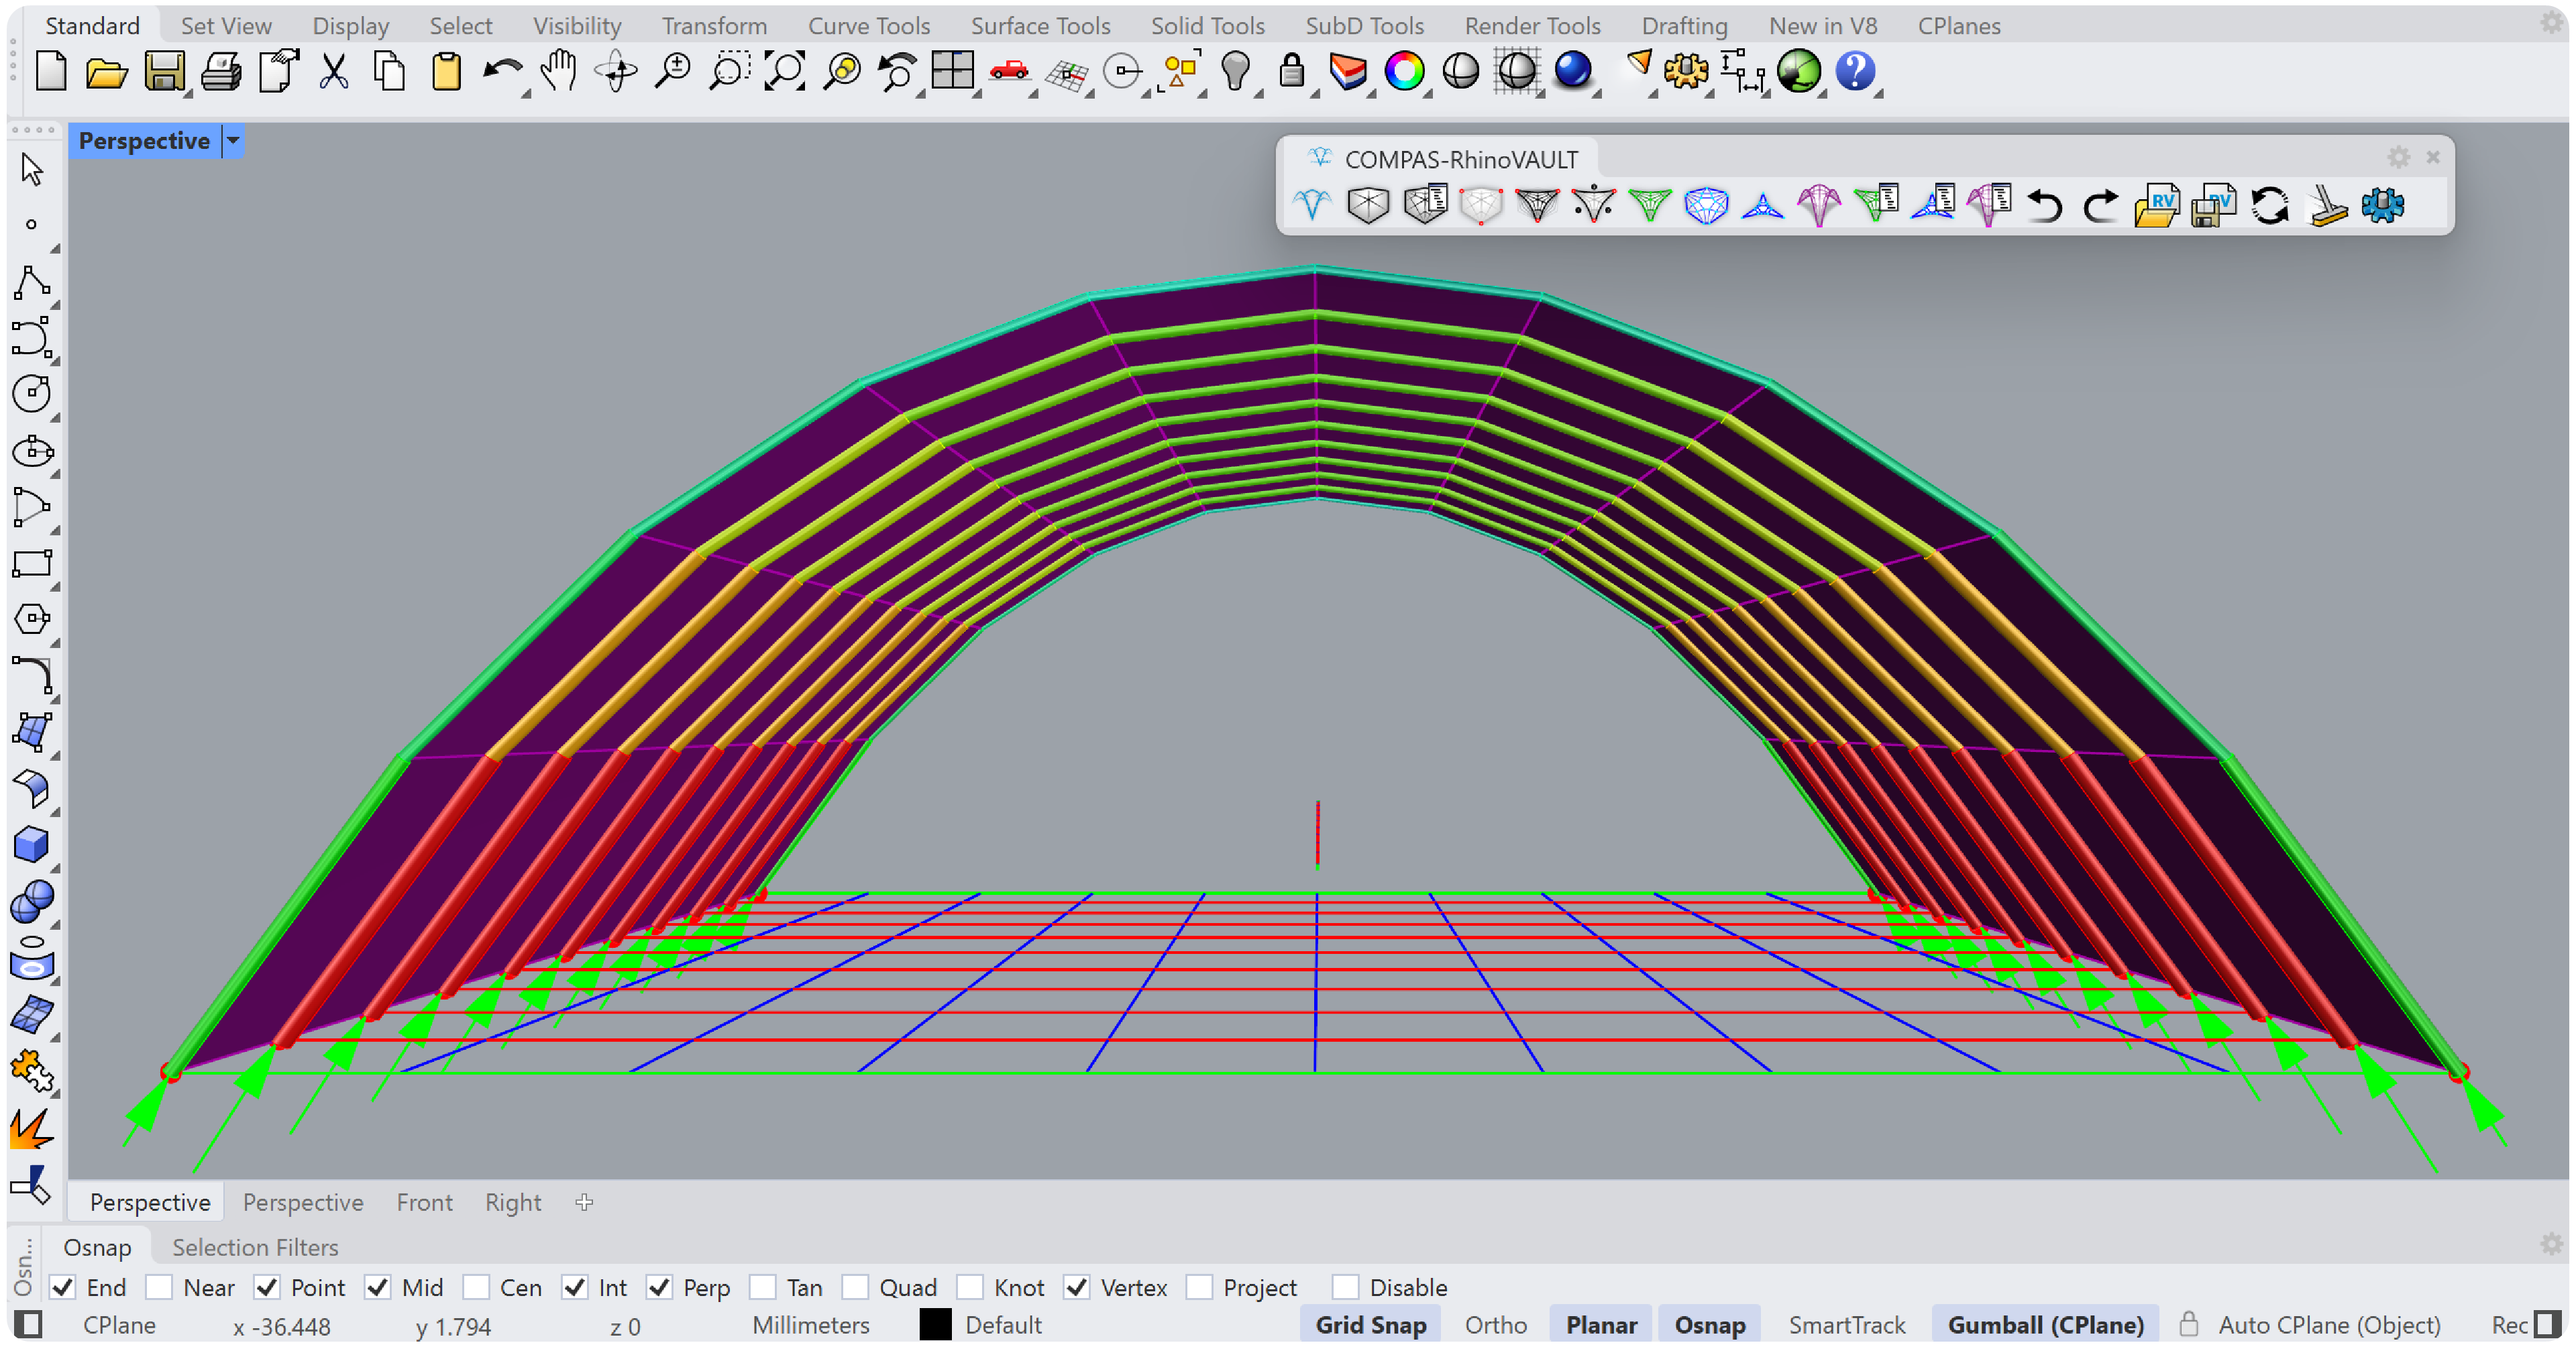 Standard Set View Display Select Visibility Transform Curve Tools Surface Tools Solid Tools SubD Tools Render Tools Drafting New in V8 CPlanes
Perspective
COMPAS-RhinoVAULT
RV
RV
Perspective Perspective Front Right
Osn...
Osnap Selection Filters
End Near Point Mid Cen Int Perp Tan Quad Knot Vertex Project Disable
CPlane x -36.448 y 1.794 z 0 Millimeters Default Grid Snap Ortho Planar Osnap SmartTrack Gumball (CPlane) Auto CPlane (Object) Rec